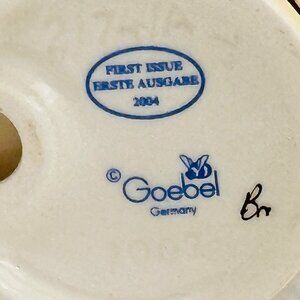 FIRST ISSUE
ERSTE AUSGABE
2004
©
Goebel
Germany